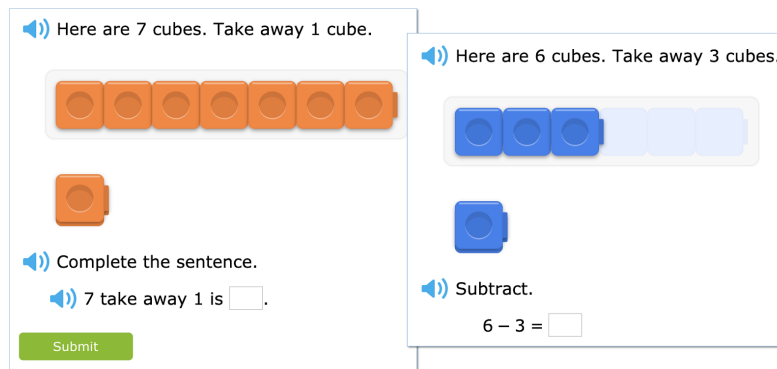 Here are 7 cubes. Take away 1 cube.
Complete the sentence.
7 take away 1 is .
Submit
Here are 6 cubes. Take away 3 cubes.
Subtract.
6 – 3 =